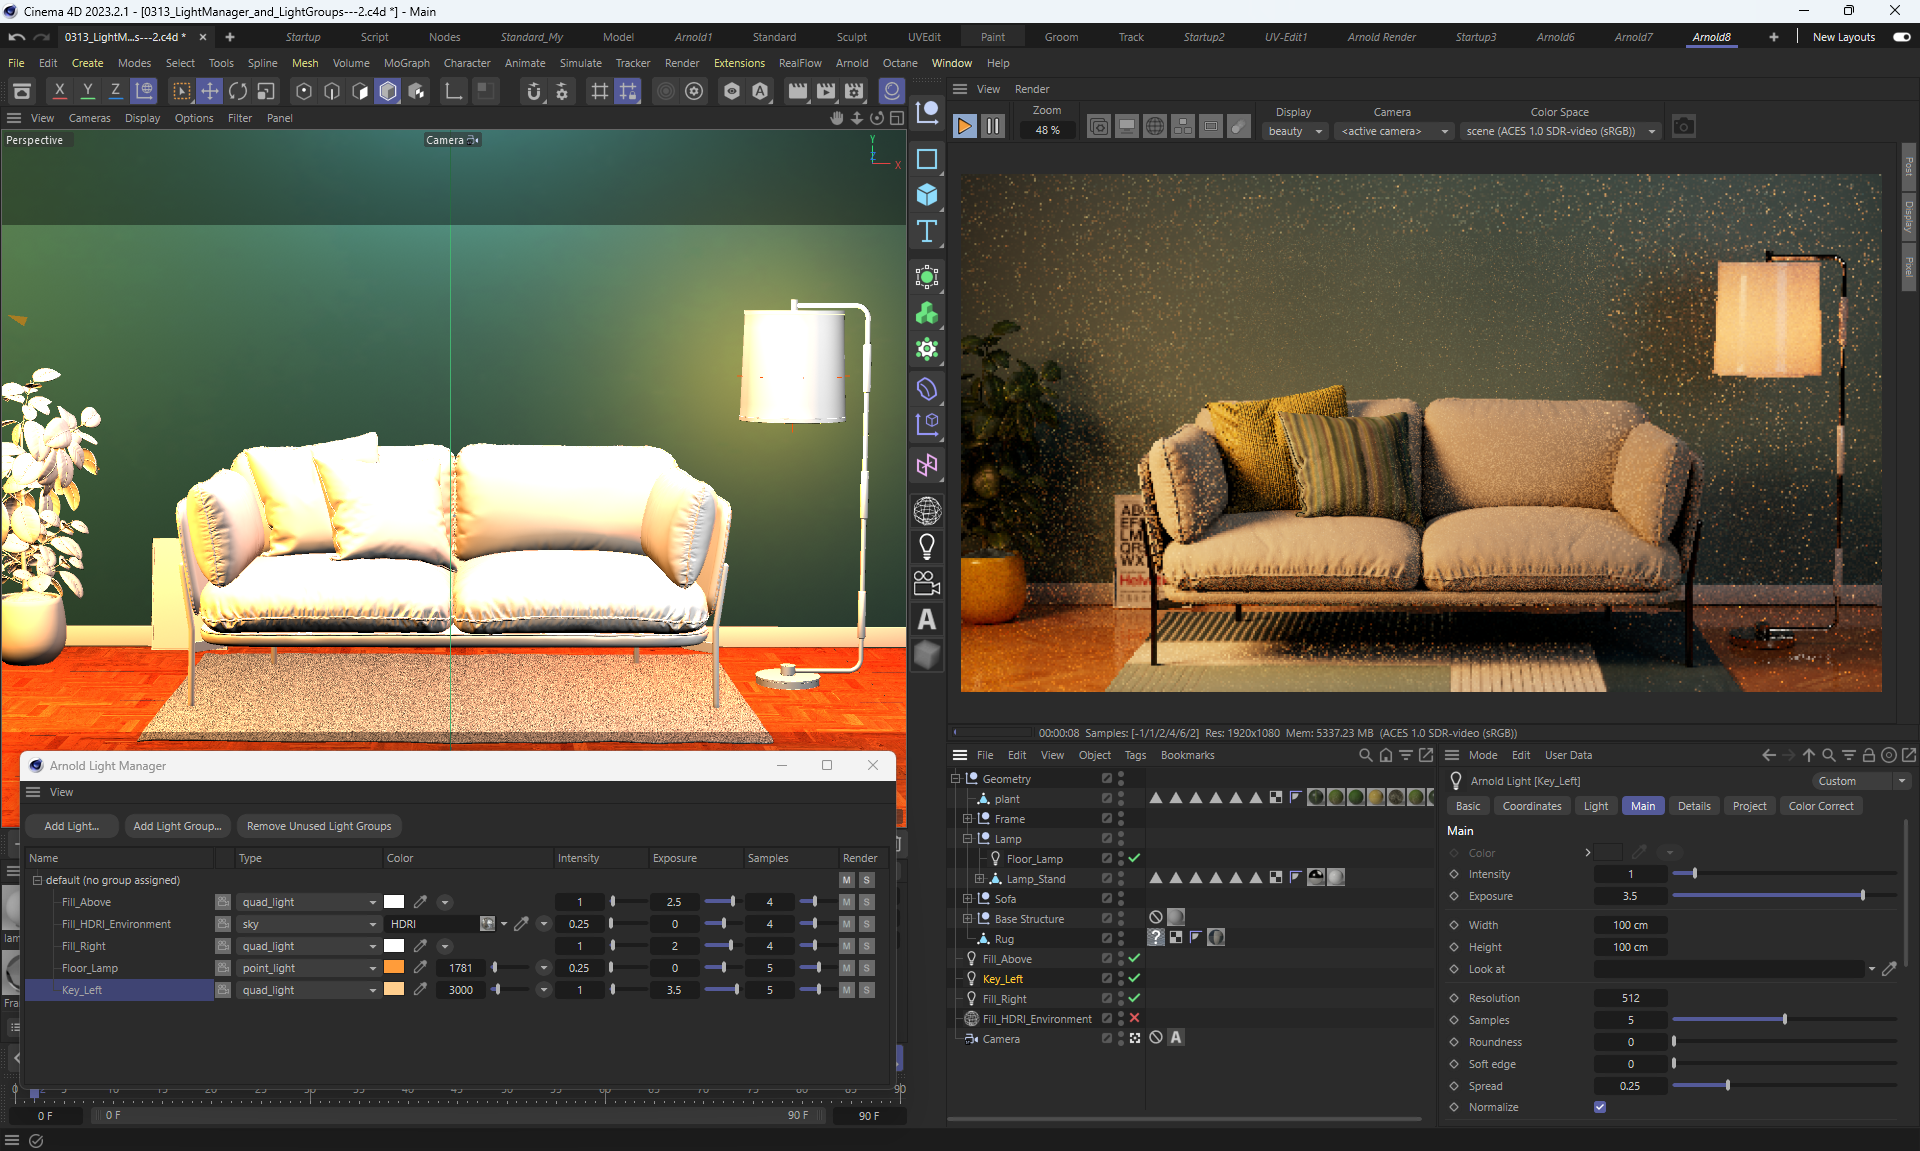 Cinema 4D 2023.2.1 - [0313_LightManager_and_LightGroups---2.c4d *] - Main
0313_LightM...s---2.c4d * Startup Script Nodes Standard_My Model Arnold1 Standard Sculpt UVEdit Paint Groom Track Startup2 UV-Edit1 Arnold Render Startup3 Arnold6 Arnold7 Arnold8 New Layouts
File Edit Create Modes Select Tools Spline Mesh Volume MoGraph Character Animate Simulate Tracker Render Extensions RealFlow Arnold Octane Window Help
X Y Z
View Cameras Display Options Filter Panel
Perspective
Camera
Y
Z
X
View Render
Zoom Display Camera Color Space
48 % beauty <active camera> scene (ACES 1.0 SDR-video (sRGB))
Post
Display
Pixel
00:00:08 Samples: [-1/1/2/4/6/2] Res: 1920x1080 Mem: 5337.23 MB (ACES 1.0 SDR-video (sRGB))
Arnold Light Manager
View
Add Light... Add Light Group... Remove Unused Light Groups
Name Type Color Intensity Exposure Samples Render
default (no group assigned) M S
Fill_Above quad_light 1 2.5 4 M S
Fill_HDRI_Environment sky HDRI 0.25 0 4 M S
Fill_Right quad_light 1 2 4 M S
Floor_Lamp point_light 1781 0.25 0 5 M S
Key_Left quad_light 3000 1 3.5 5 M S
0 F 0 F 90 F 90 F
File Edit View Object Tags Bookmarks
Geometry
plant
Frame
Lamp
Floor_Lamp
Lamp_Stand
Sofa
Base Structure
Rug
Fill_Above
Key_Left
Fill_Right
Fill_HDRI_Environment
Camera
Mode Edit User Data
Arnold Light [Key_Left] Custom
Basic Coordinates Light Main Details Project Color Correct
Main
Color
Intensity 1
Exposure 3.5
Width 100 cm
Height 100 cm
Look at
Resolution 512
Samples 5
Roundness 0
Soft edge 0
Spread 0.25
Normalize